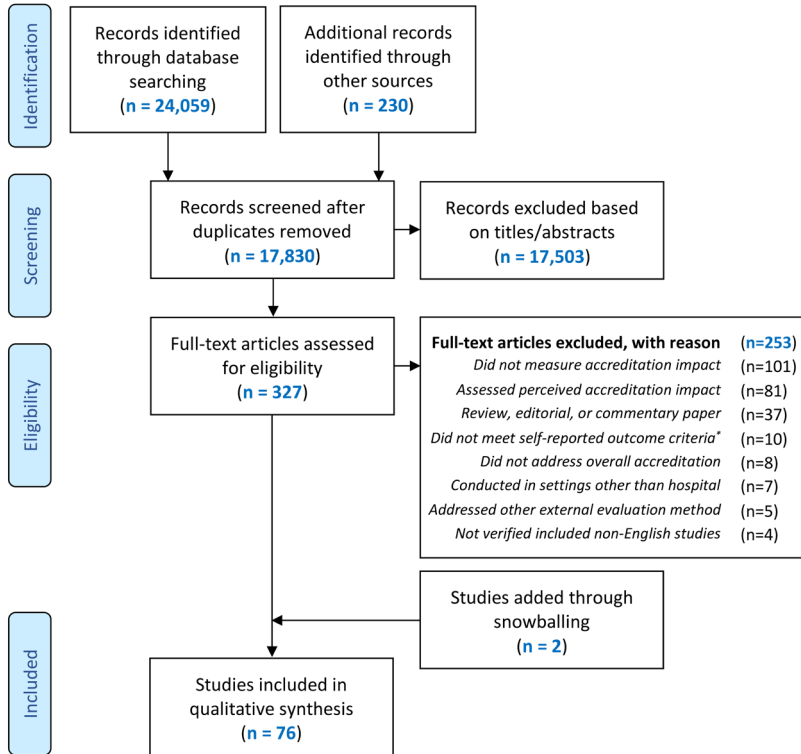 Identification
Records identified
through database
searching
(n = 24,059)
Additional records
identified through
other sources
(n = 230)
Screening
Records screened after
duplicates removed
(n = 17,830)
Records excluded based
on titles/abstracts
(n = 17,503)
Eligibility
Full-text articles assessed
for eligibility
(n = 327)
Full-text articles excluded, with reason (n=253)
Did not measure accreditation impact (n=101)
Assessed perceived accreditation impact (n=81)
Review, editorial, or commentary paper (n=37)
Did not meet self-reported outcome criteria* (n=10)
Did not address overall accreditation (n=8)
Conducted in settings other than hospital (n=7)
Addressed other external evaluation method (n=5)
Not verified included non-English studies (n=4)
Studies added through
snowballing
(n = 2)
Included
Studies included in
qualitative synthesis
(n = 76)